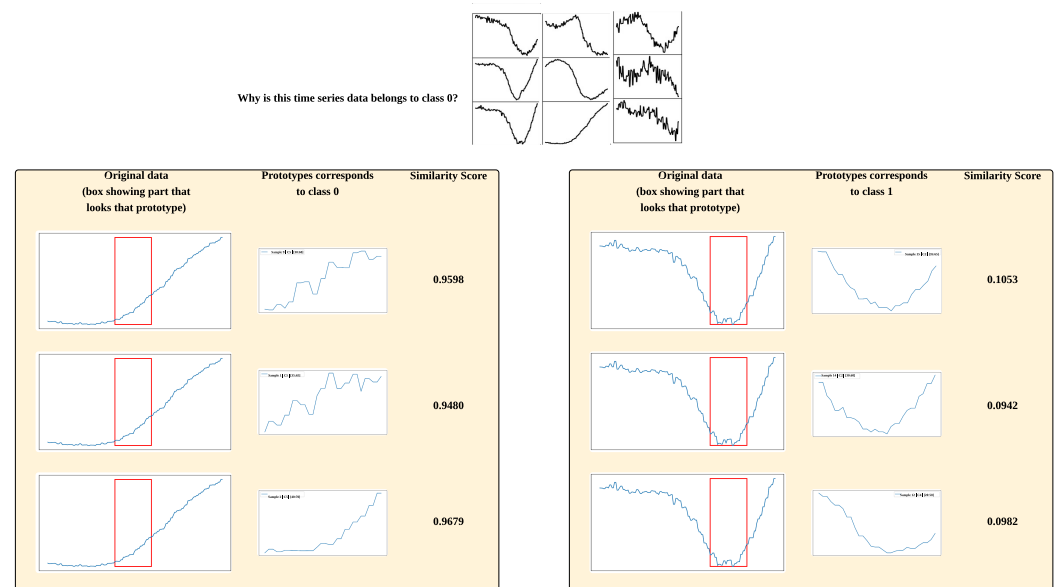 Why is this time series data belongs to class 0?
Original data
(box showing part that
looks that prototype)
Prototypes corresponds
to class 0
Similarity Score
0.9598
0.9480
0.9679
Original data
(box showing part that
looks that prototype)
Prototypes corresponds
to class 1
Similarity Score
0.1053
0.0942
0.0982